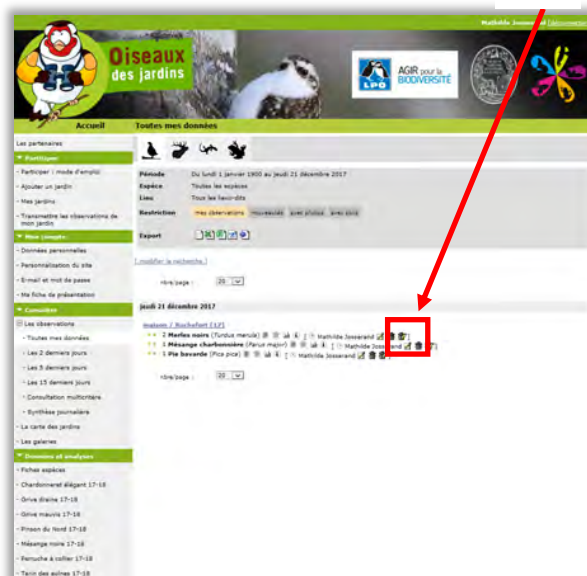 Mathilde Josserand [déconnecter
Oiseaux
des jardins
LPO
AGIR pour la
BIODIVERSITÉ
Accueil
Toutes mes données
Les partenaires
Participer
- Participer : mode d'emploi
- Ajouter un jardin
- Mes jardins
- Transmettre les observations de
mon jardin
Mon compte
- Données personnelles
- Personnalisation du site
- E-mail et mot de passe
- Ma fiche de présentation
Consulter
Les observations
- Toutes mes données
- Les 2 derniers jours
- Les 5 derniers jours
- Les 15 derniers jours
- Consultation multicritère
- Synthèse journalière
- La carte des jardins
- Les galeries
Données et analyses
- Fiches espèces
- Chardonneret élégant 17-18
- Grive draine 17-18
- Grive mauvis 17-18
- Pinson du Nord 17-18
- Mésange noire 17-18
- Perruche à collier 17-18
- Tarin des aulnes 17-18
Période Du lundi 1 janvier 1900 au jeudi 21 décembre 2017
Espèce Toutes les espèces
Lieu Tous les lieux-dits
Restriction mes observations nouveautés avec photos avec sons
Export
[ modifier la recherche ]
nbre/page : 20
jeudi 21 décembre 2017
maison / Rochefort (17)
2 Merles noirs (Turdus merula) Mathilde Josserand
1 Mésange charbonnière (Parus major) Mathilde Josserand
1 Pie bavarde (Pica pica) Mathilde Josserand
nbre/page : 20